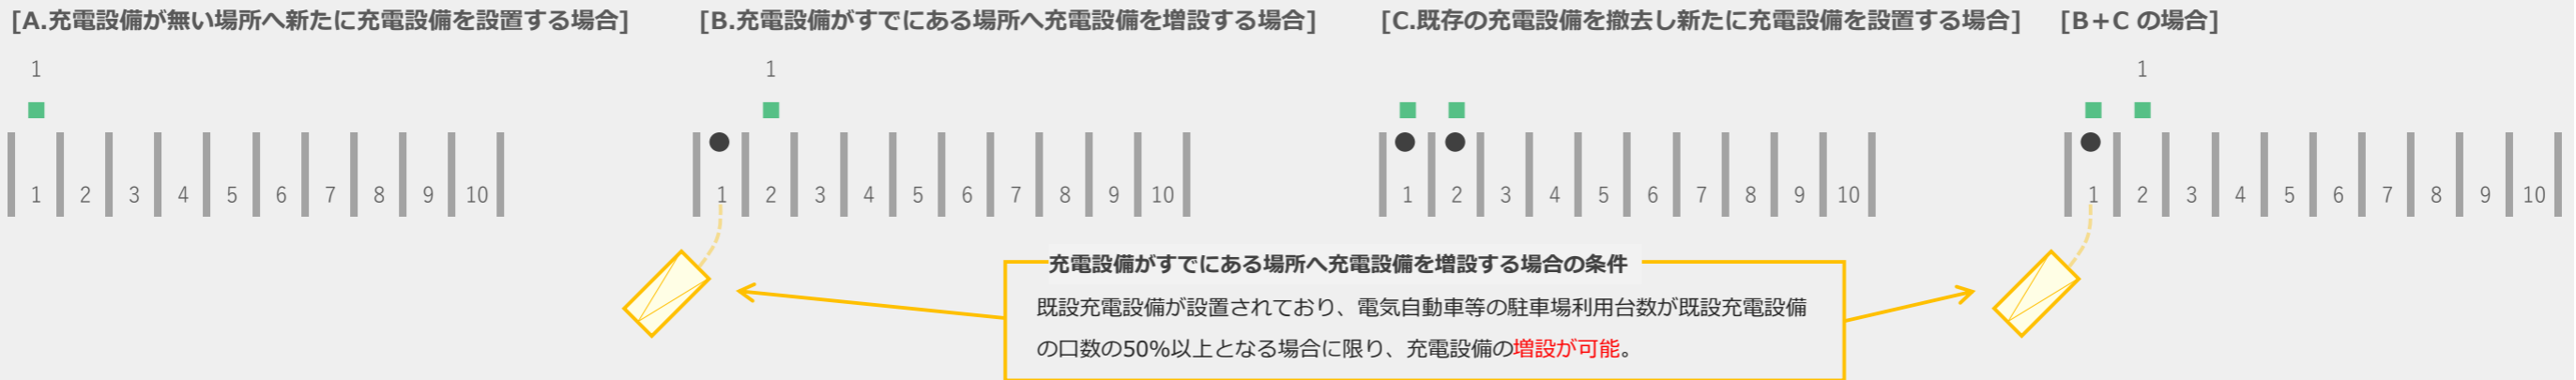 [A.充電設備が無い場所へ新たに充電設備を設置する場合]
[B.充電設備がすでにある場所へ充電設備を増設する場合]
[C.既存の充電設備を撤去し新たに充電設備を設置する場合]
[B+C の場合]
1
1
1
1 2 3 4 5 6 7 8 9 10
1 2 3 4 5 6 7 8 9 10
1 2 3 4 5 6 7 8 9 10
1 2 3 4 5 6 7 8 9 10
充電設備がすでにある場所へ充電設備を増設する場合の条件
既設充電設備が設置されており、電気自動車等の駐車場利用台数が既設充電設備
の口数の50%以上となる場合に限り、充電設備の増設が可能。